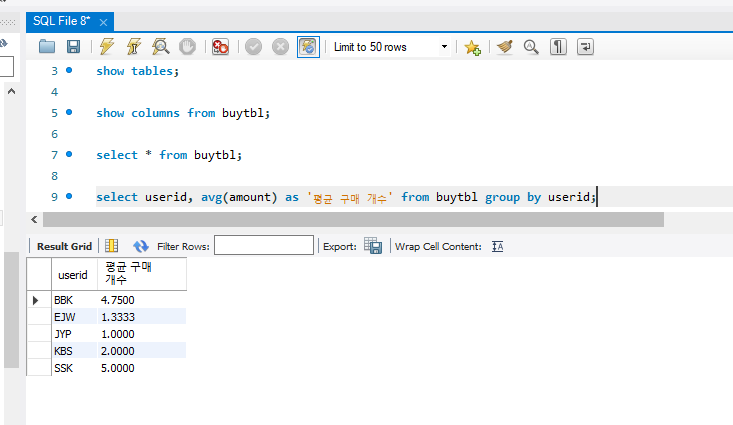 SQL File 8* ×
Limit to 50 rows
3 show tables;
4
5 show columns from buytbl;
6
7 select * from buytbl;
8
9 select userid, avg(amount) as '평균 구매 개수' from buytbl group by userid;
Result Grid Filter Rows: Export: Wrap Cell Content:
userid 평균 구매
개수
BBK 4.7500
EJW 1.3333
JYP 1.0000
KBS 2.0000
SSK 5.0000